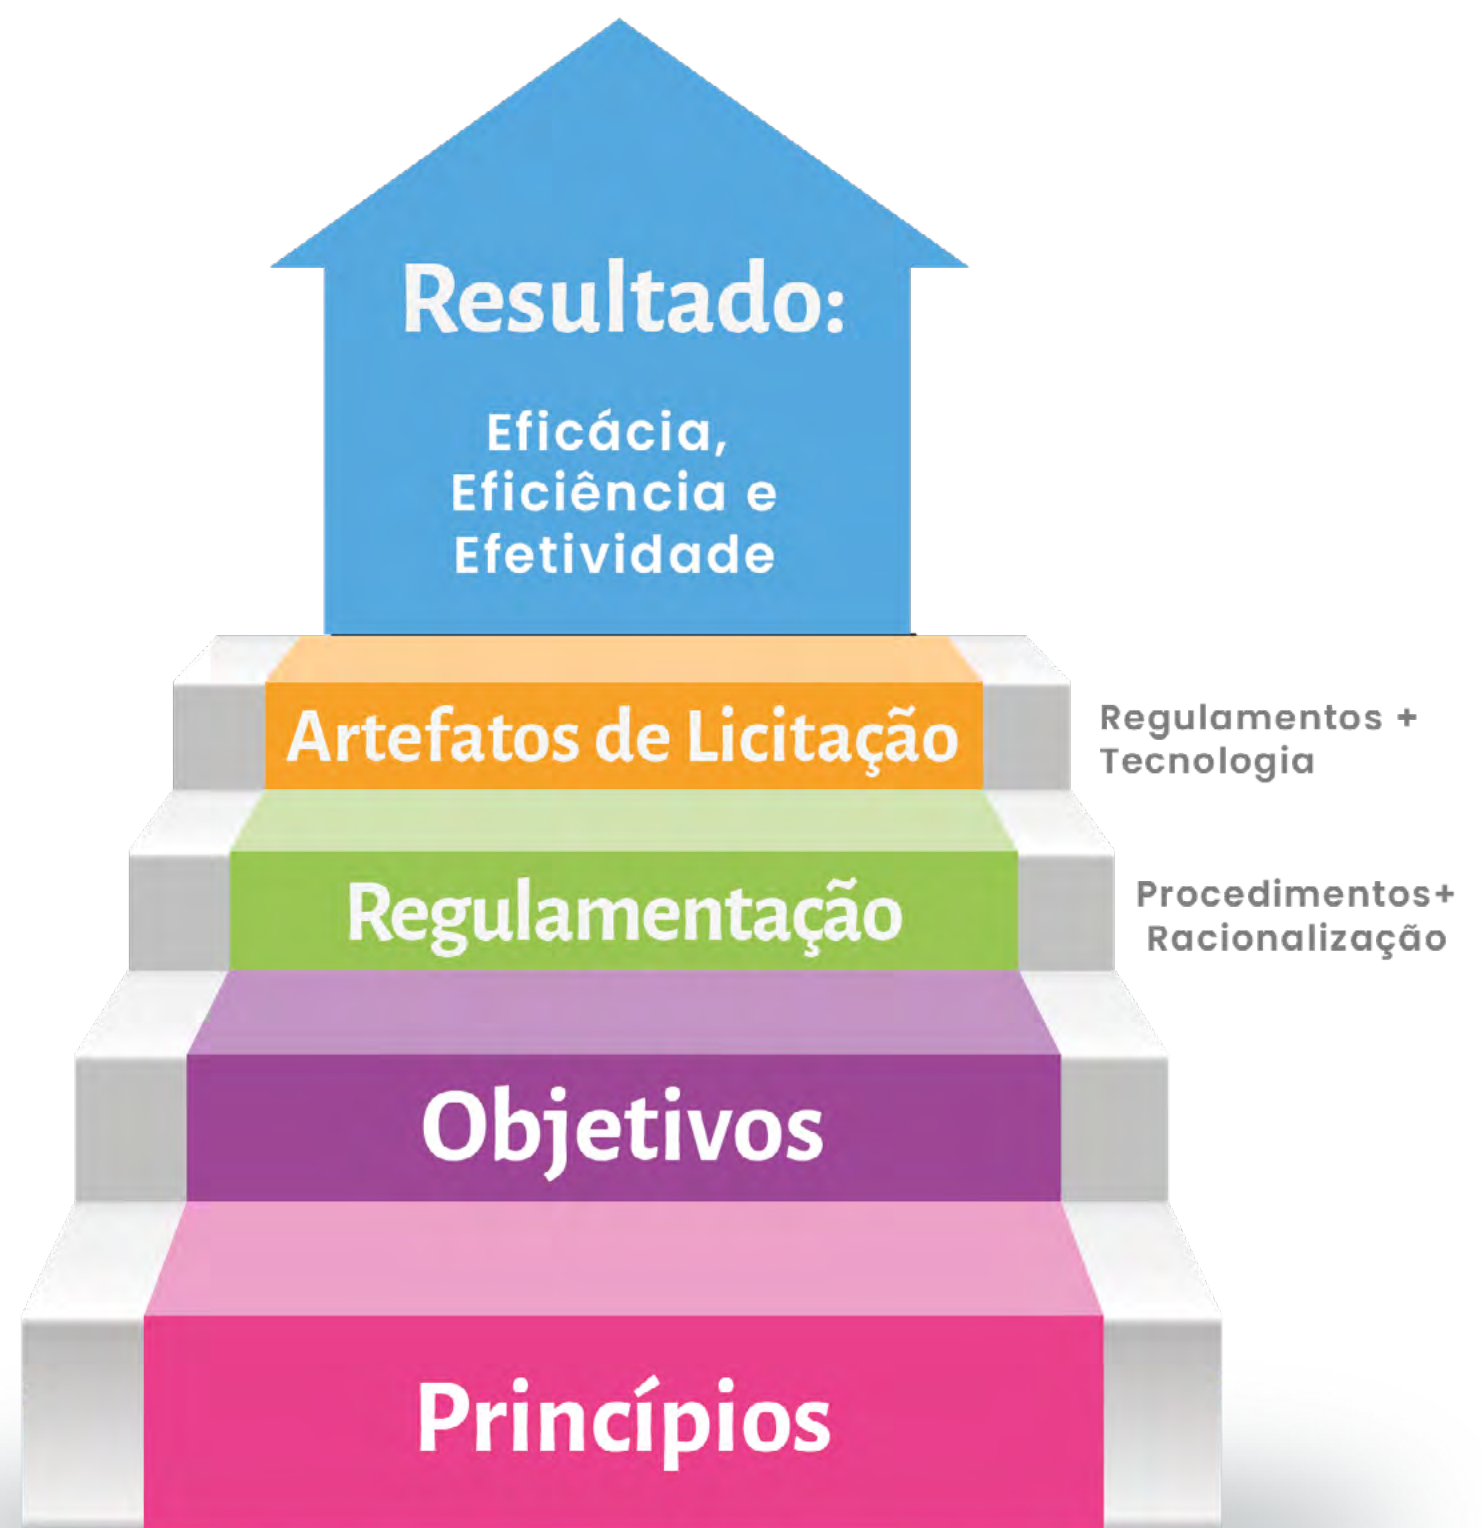 Resultado:
Eficácia,
Eficiência e
Efetividade
Artefatos de Licitação
Regulamentos +
Tecnologia
Regulamentação
Procedimentos+
Racionalização
Objetivos
Princípios